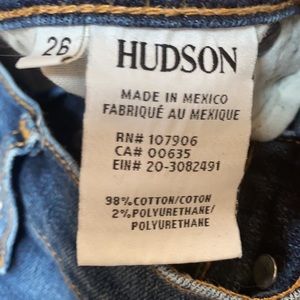 26
HUDSON
MADE IN MEXICO
FABRIQUÉ AU MEXIQUE
RN# 107906
CA# 00635
EIN# 20-3082491
98% COTTON/COTON
2% POLYURETHANE/
POLYURETHANE